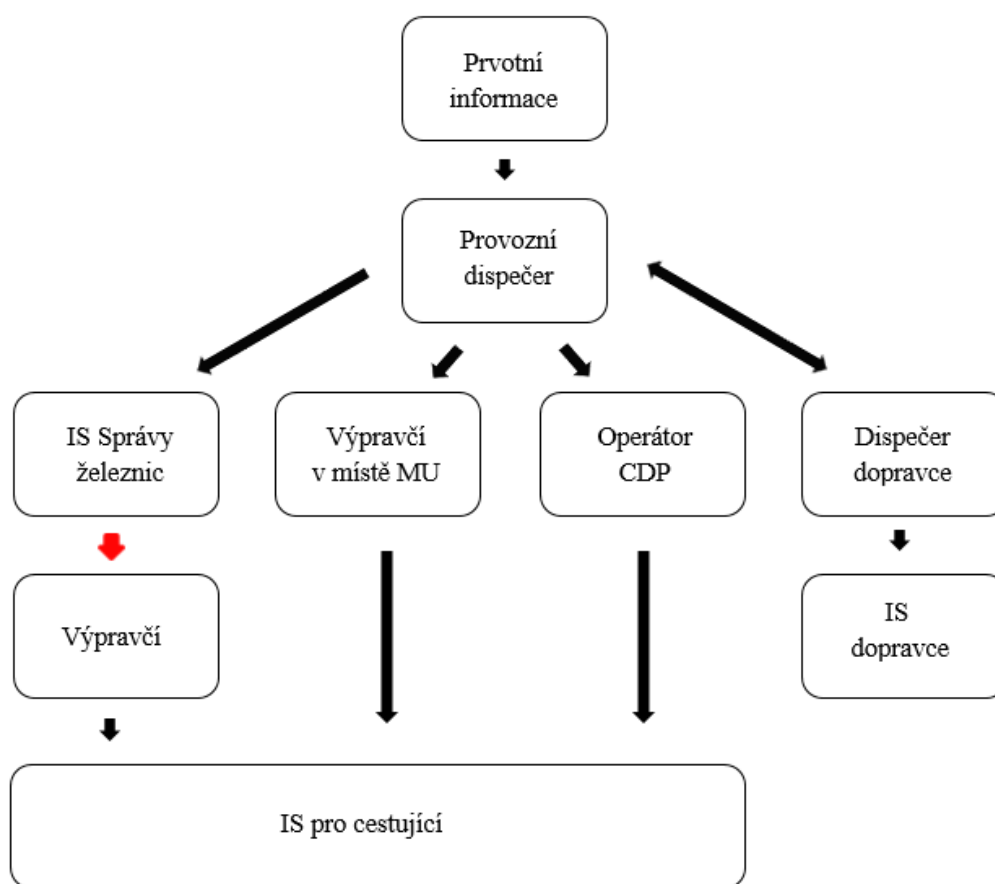 Prvotní
informace
Provozní
dispečer
IS Správy
železnic
Výpravčí
v místě MU
Operátor
CDP
Dispečer
dopravce
Výpravčí
IS
dopravce
IS pro cestující